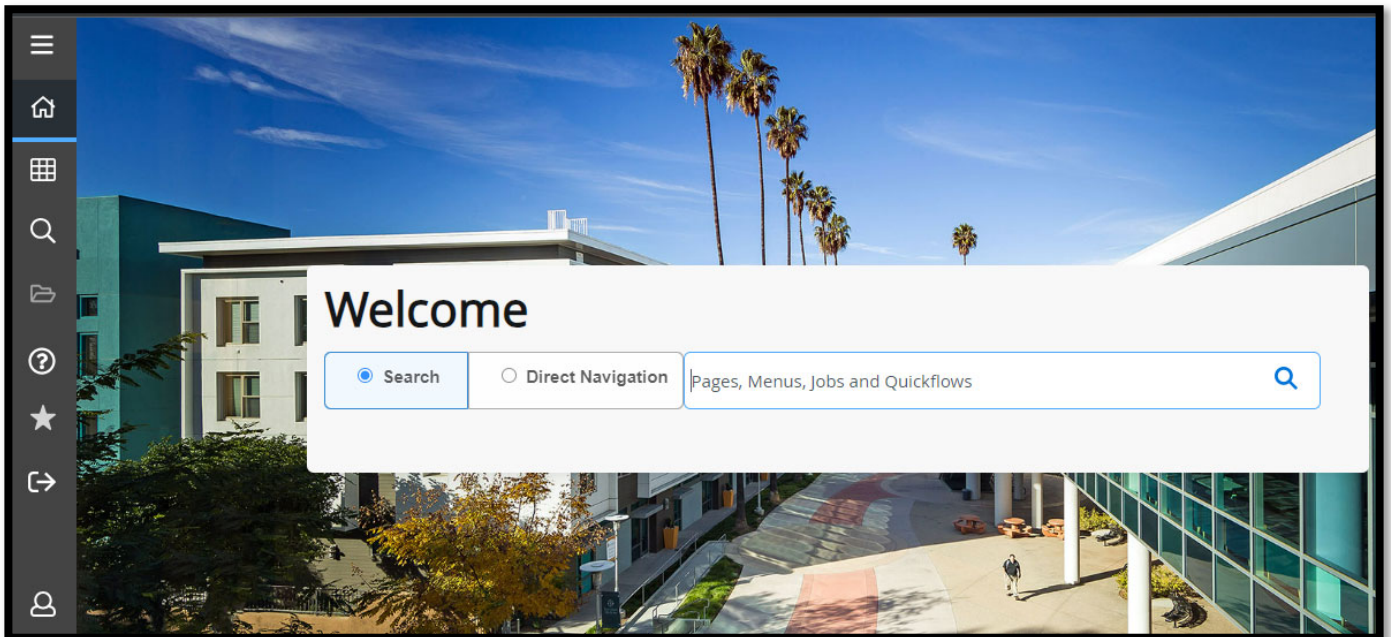 Welcome
Search
Direct Navigation
Pages, Menus, Jobs and Quickflows